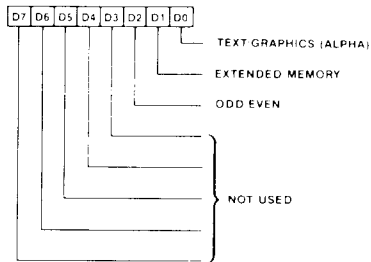 D7 D6 D5 D4 D3 D2 D1 D0
TEXT GRAPHICS (ALPHA)
EXTENDED MEMORY
ODD EVEN
NOT USED